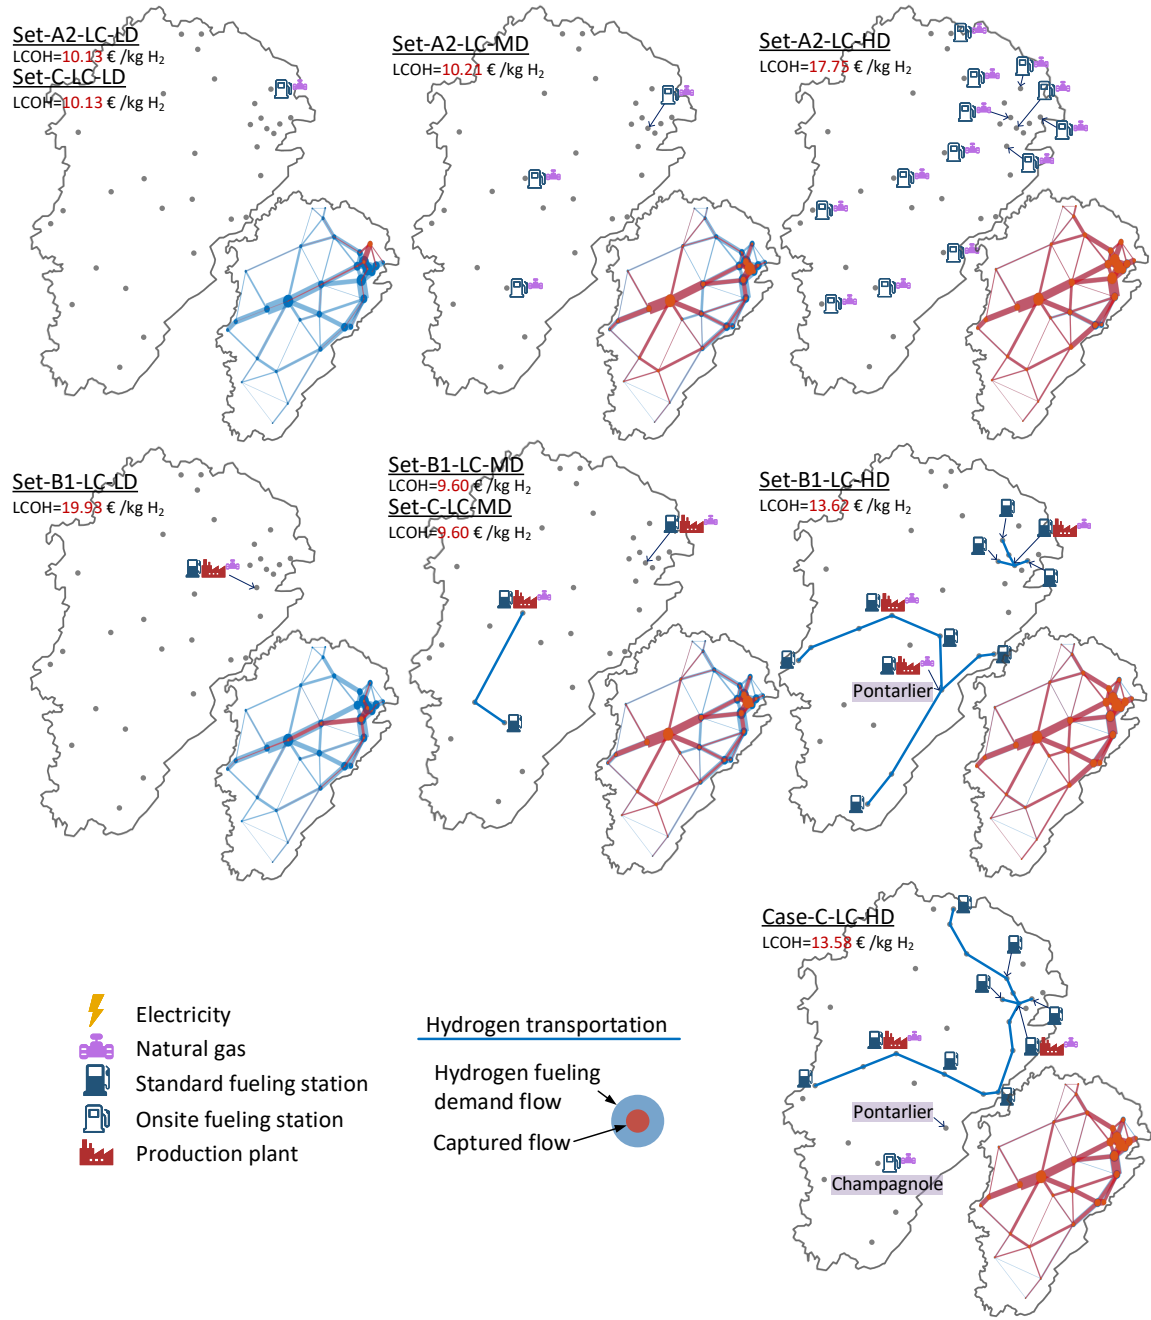 Set-A2-LC-LD
LCOH=10.13 € /kg H₂
Set-C-LC-LD
LCOH=10.13 € /kg H₂
Set-A2-LC-MD
LCOH=10.21 € /kg H₂
Set-A2-LC-HD
LCOH=17.75 € /kg H₂
Set-B1-LC-LD
LCOH=19.93 € /kg H₂
Set-B1-LC-MD
LCOH=9.60 € /kg H₂
Set-C-LC-MD
LCOH=9.60 € /kg H₂
Set-B1-LC-HD
LCOH=13.62 € /kg H₂
Pontarlier
Case-C-LC-HD
LCOH=13.58 € /kg H₂
Pontarlier
Champagnole
Electricity
Natural gas
Standard fueling station
Onsite fueling station
Production plant
Hydrogen transportation
Hydrogen fueling
demand flow
Captured flow